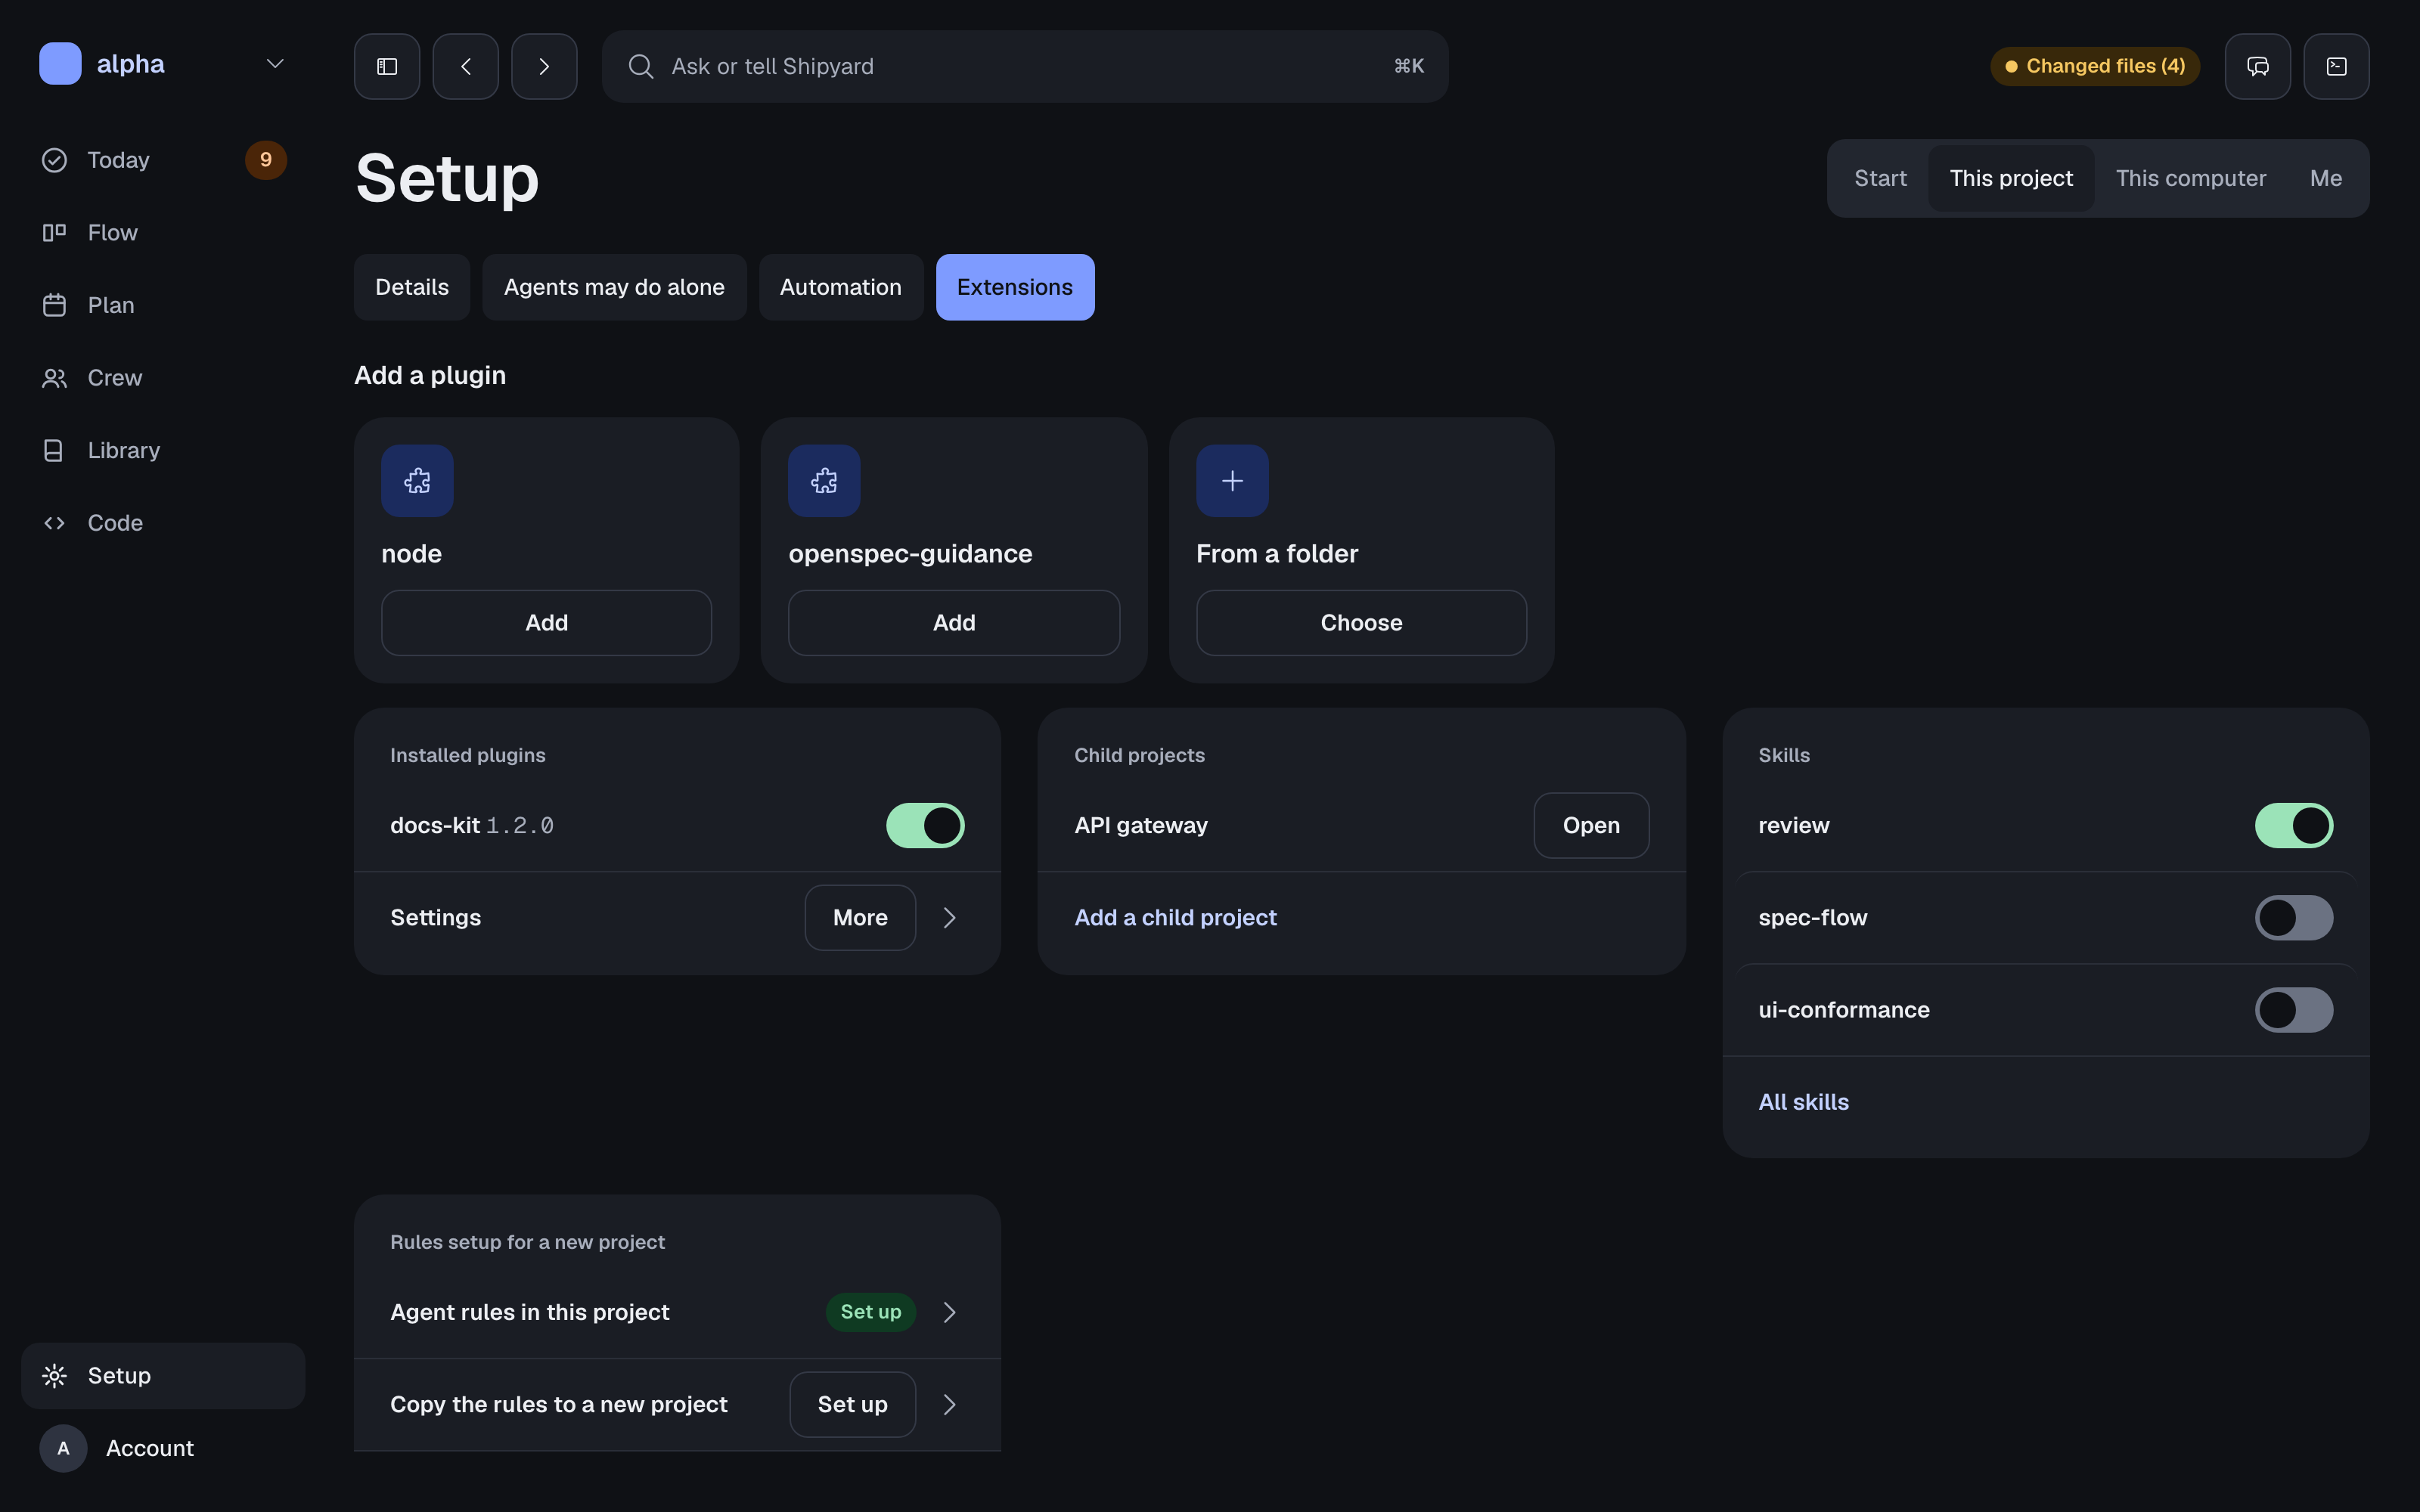 alpha
Ask or tell Shipyard
⌘K
Changed files (4)
Today
9
Flow
Plan
Crew
Library
Code
Setup
Start
This project
This computer
Me
Details
Agents may do alone
Automation
Extensions
Add a plugin
node
Add
openspec-guidance
Add
From a folder
Choose
Installed plugins
docs-kit 1.2.0
Settings
More
Child projects
API gateway
Open
Add a child project
Skills
review
spec-flow
ui-conformance
All skills
Rules setup for a new project
Agent rules in this project
Set up
Copy the rules to a new project
Set up
Setup
A
Account